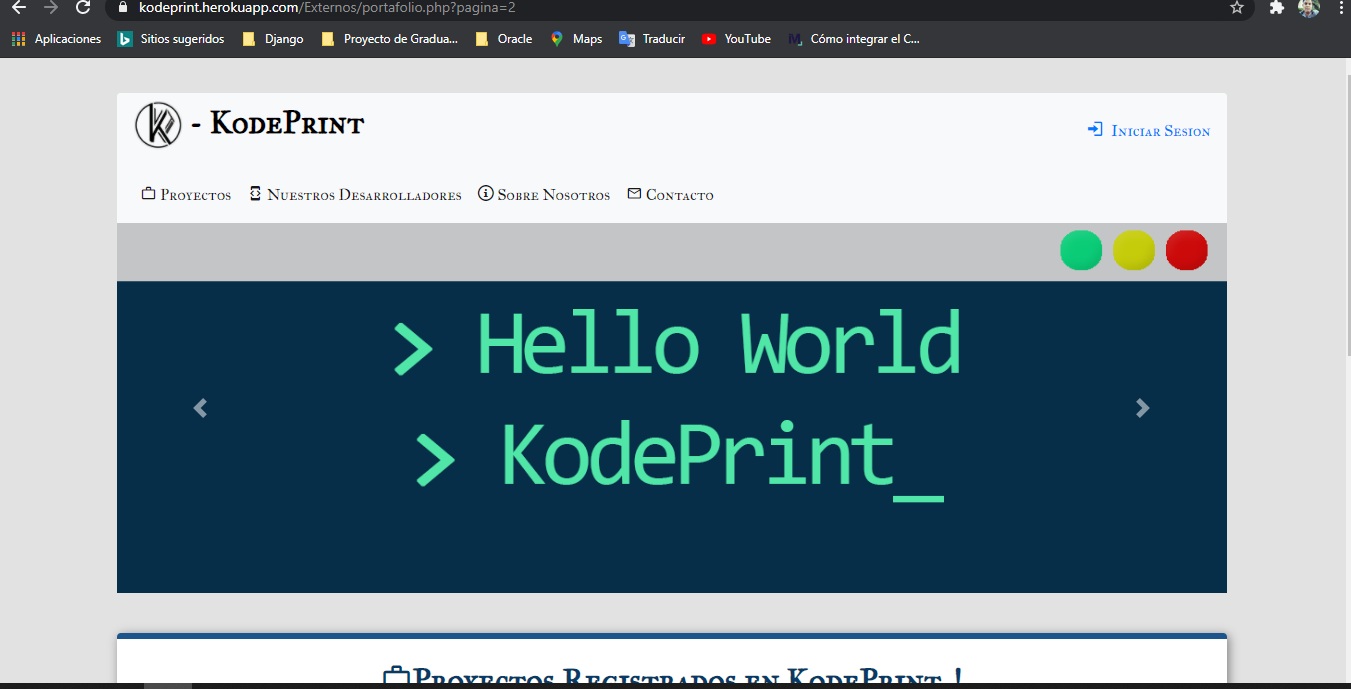 kodeprint.herokuapp.com/Externos/portafolio.php?pagina=2
Aplicaciones Sitios sugeridos Django Proyecto de Gradua... Oracle Maps Traducir YouTube Cómo integrar el C...
- KodePrint
Iniciar Sesion
Proyectos Nuestros Desarrolladores Sobre Nosotros Contacto
> Hello World
> KodePrint_
Proyectos Registrados en KodePrint !